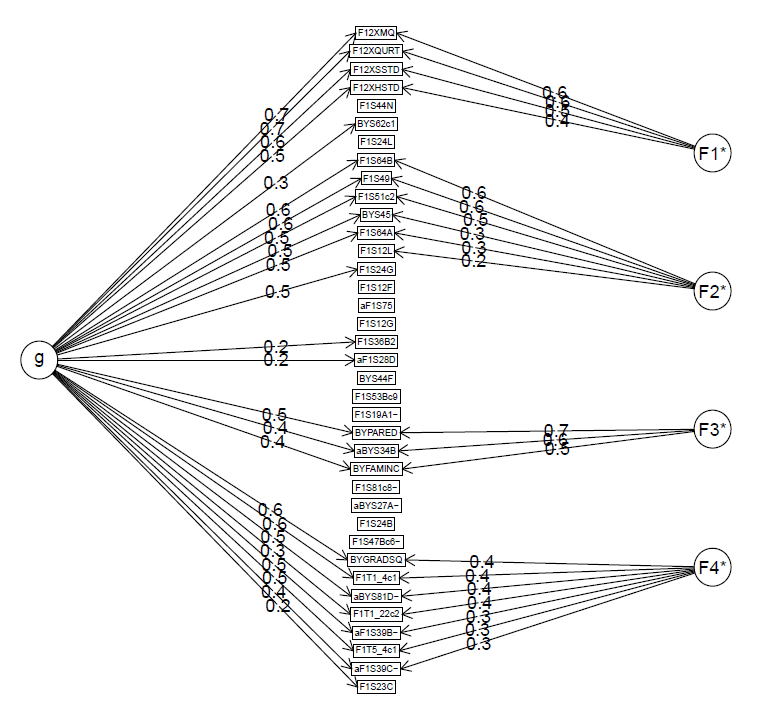 F12XMQ
F12XQURT
F12XSSTD
F12XHSTD
F1S44N
BYS62c1
F1S24L
F1S64B
F1S49
F1S51c2
BYS45
F1S64A
F1S12L
F1S24G
F1S12F
aF1S75
F1S12G
F1S36B2
aF1S28D
BYS44F
F1S53Bc9
F1S19A1−
BYPARED
aBYS34B
BYFAMINC
F1S81c8−
aBYS27A−
F1S24B
F1S47Bc6−
BYGRADSQ
F1T1_4c1
aBYS81D−
F1T1_22c2
aF1S39B−
F1T5_4c1
aF1S39C−
F1S23C
g
0.7
0.7
0.6
0.5
0.3
0.6
0.6
0.5
0.5
0.5
0.5
0.2
0.2
0.5
0.4
0.4
0.6
0.6
0.5
0.3
0.5
0.5
0.4
0.2
0.6
0.6
0.5
0.4
F1*
0.6
0.6
0.5
0.3
0.3
0.2
F2*
0.7
0.6
0.5
F3*
0.4
0.4
0.4
0.4
0.3
0.3
0.3
F4*